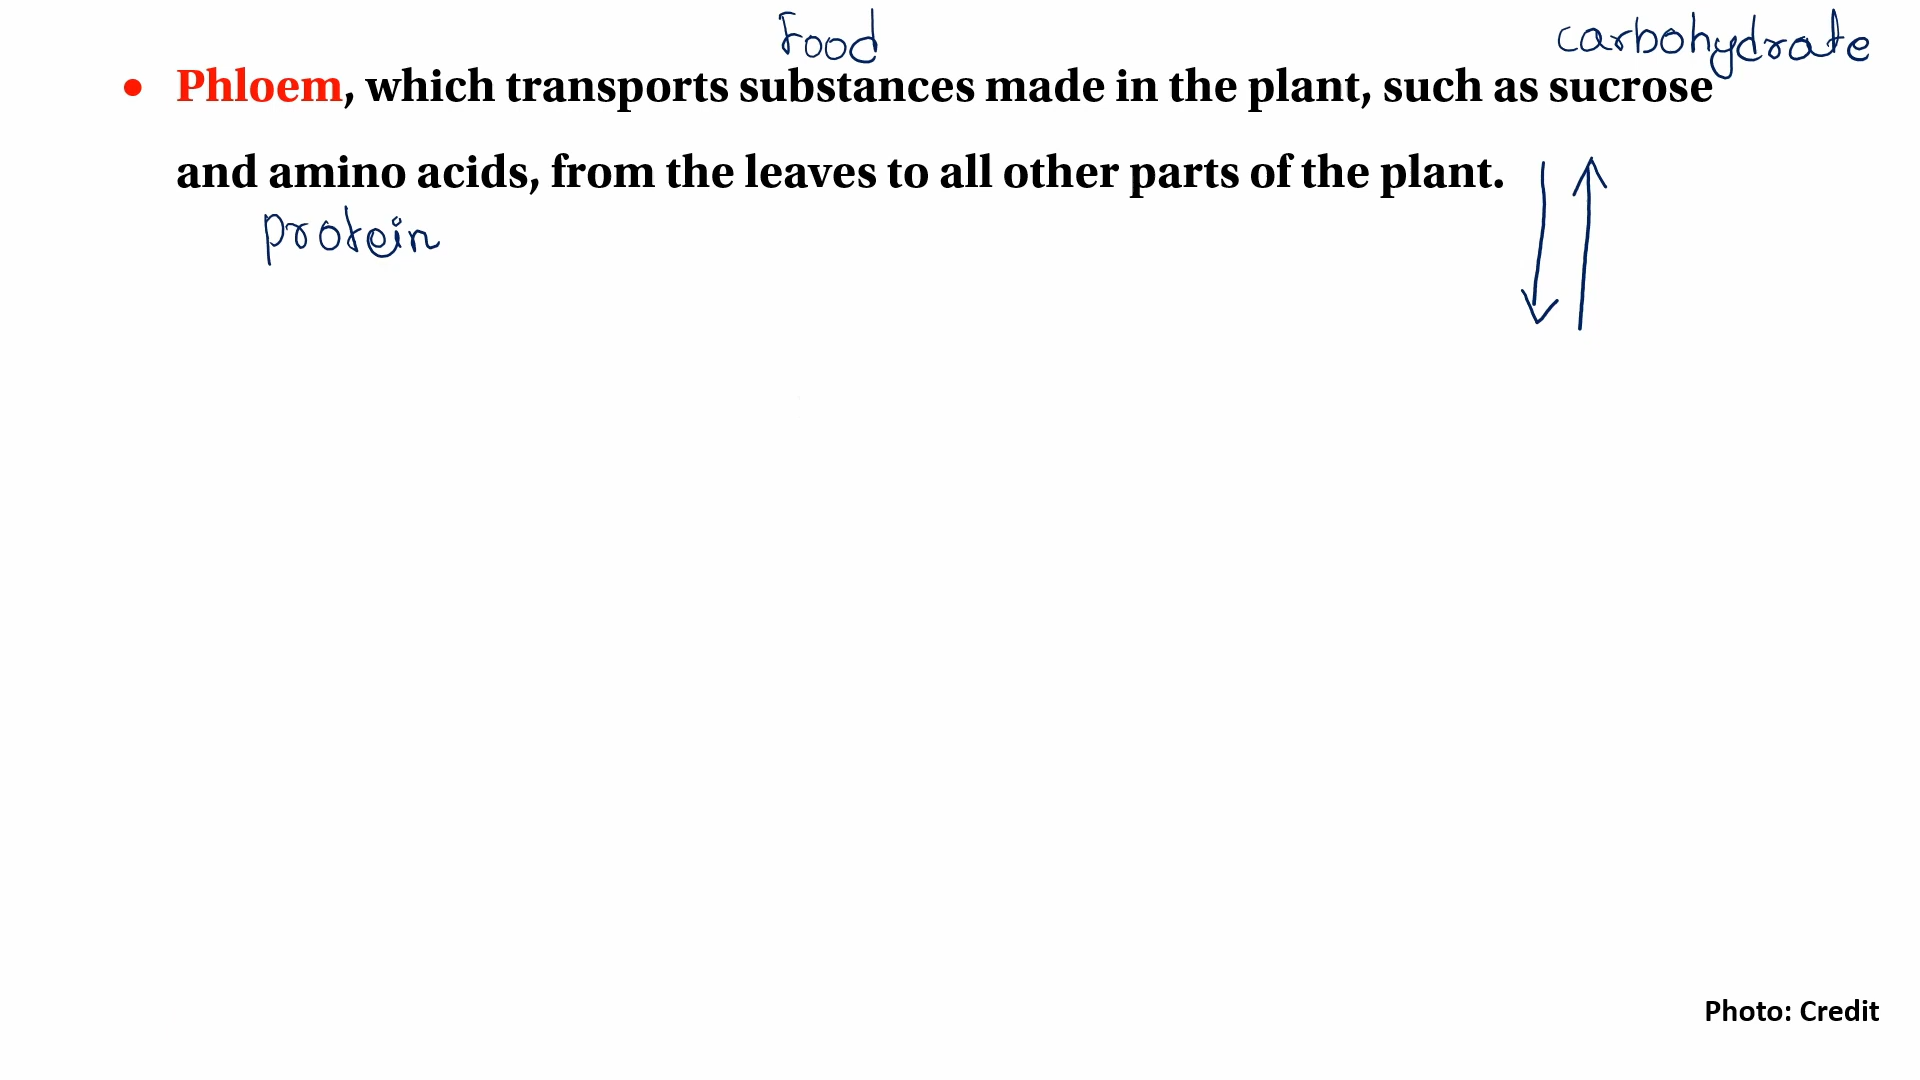 Food
carbohydrate
• Phloem, which transports substances made in the plant, such as sucrose
and amino acids, from the leaves to all other parts of the plant.
protein
Photo: Credit